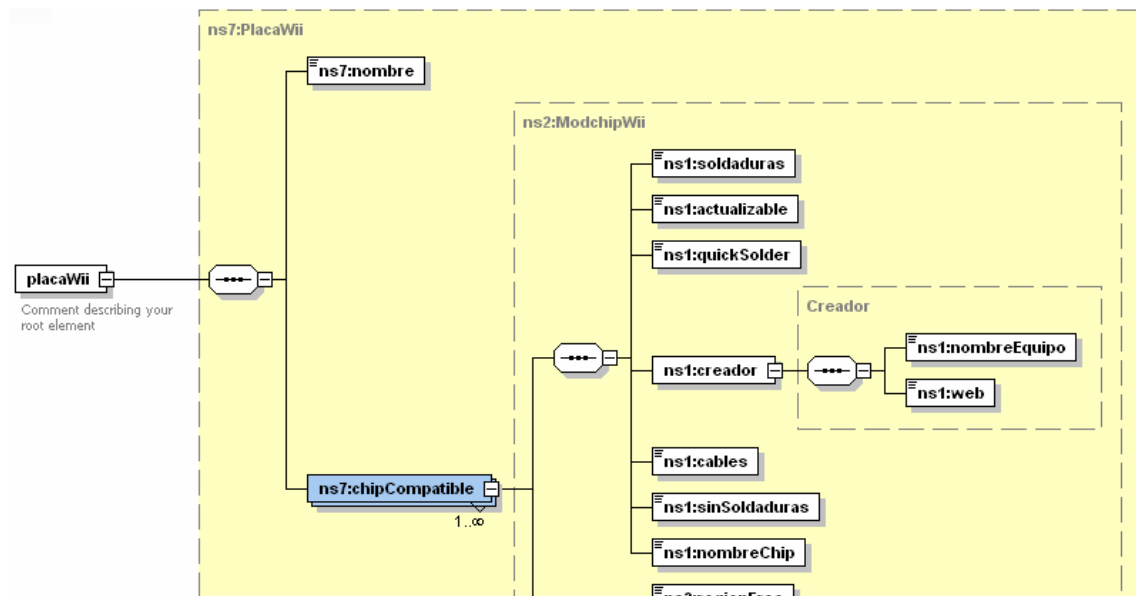 ns7:PlacaWii
ns7:nombre
ns2:ModchipWii
ns1:soldaduras
ns1:actualizable
ns1:quickSolder
placaWii
Comment describing your
root element
Creador
ns1:nombreEquipo
ns1:creador
ns1:web
ns1:cables
ns7:chipCompatible
1..∞
ns1:sinSoldaduras
ns1:nombreChip